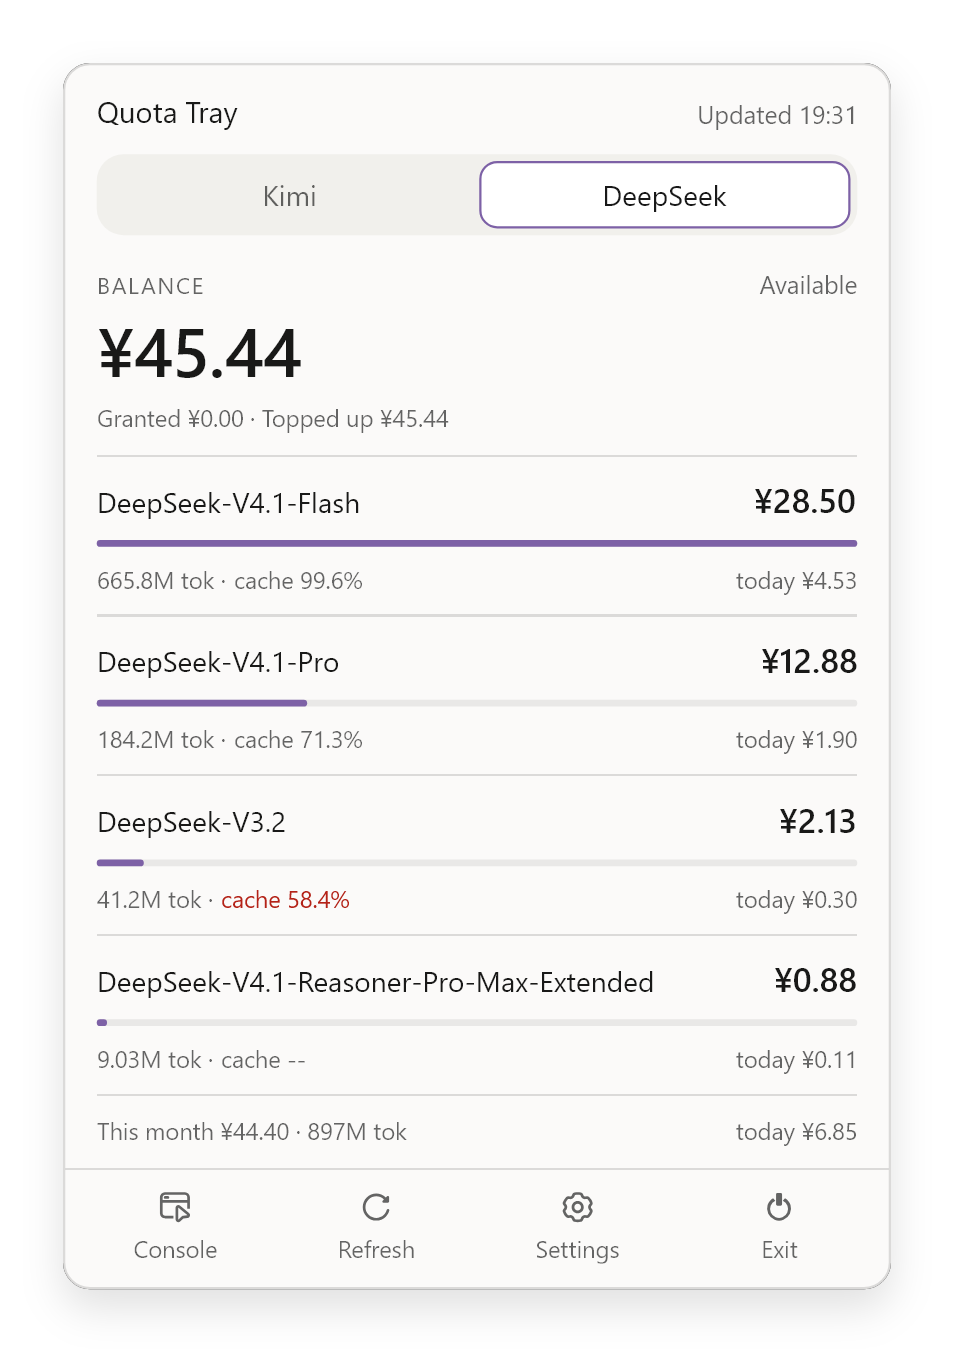 Quota Tray Updated 19:31
Kimi DeepSeek
BALANCE Available
¥45.44
Granted ¥0.00 · Topped up ¥45.44
DeepSeek-V4.1-Flash ¥28.50
665.8M tok · cache 99.6% today ¥4.53
DeepSeek-V4.1-Pro ¥12.88
184.2M tok · cache 71.3% today ¥1.90
DeepSeek-V3.2 ¥2.13
41.2M tok · cache 58.4% today ¥0.30
DeepSeek-V4.1-Reasoner-Pro-Max-Extended ¥0.88
9.03M tok · cache -- today ¥0.11
This month ¥44.40 · 897M tok today ¥6.85
Console Refresh Settings Exit